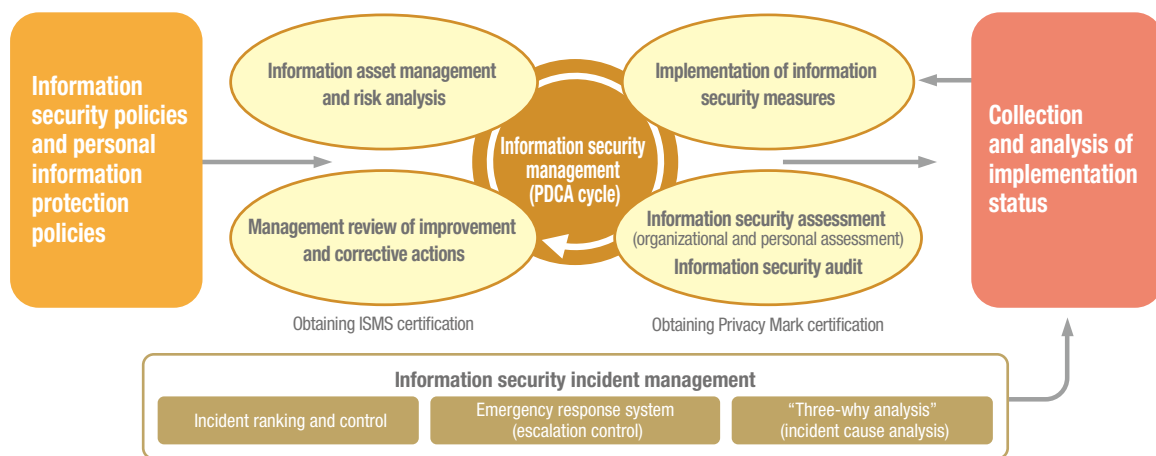 Information
security policies
and personal
information
protection
policies
Information asset management
and risk analysis
Implementation of information
security measures
Information security
management
(PDCA cycle)
Management review of improvement
and corrective actions
Information security assessment
(organizational and personal assessment)
Information security audit
Collection
and analysis of
implementation
status
Obtaining ISMS certification
Obtaining Privacy Mark certification
Information security incident management
Incident ranking and control
Emergency response system
(escalation control)
“Three-why analysis”
(incident cause analysis)